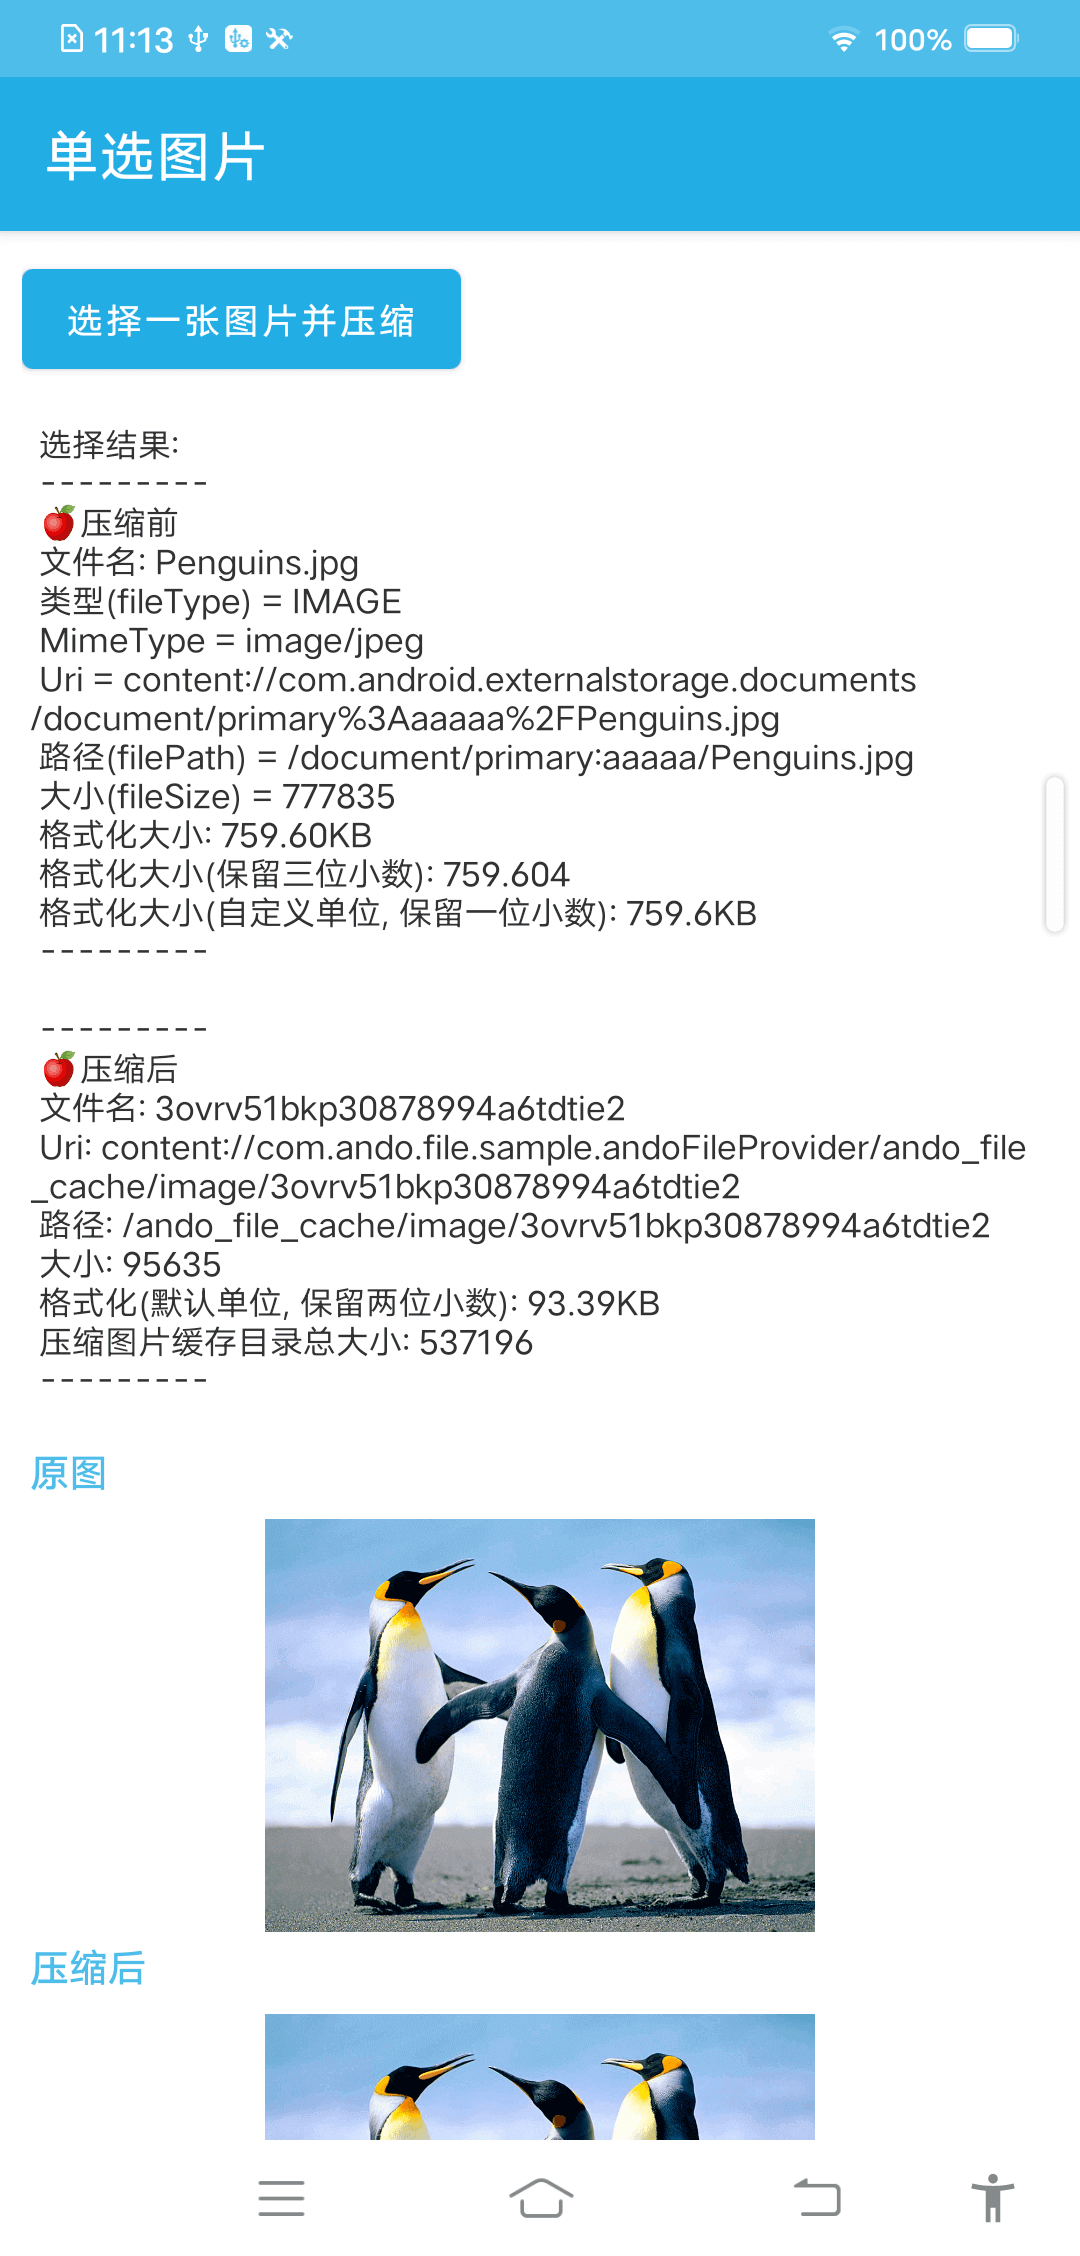 11:13
100%
单选图片
选择一张图片并压缩
选择结果:
---------
🍎压缩前
文件名: Penguins.jpg
类型(fileType) = IMAGE
MimeType = image/jpeg
Uri = content://com.android.externalstorage.documents
/document/primary%3Aaaaaa%2FPenguins.jpg
路径(filePath) = /document/primary:aaaaa/Penguins.jpg
大小(fileSize) = 777835
格式化大小: 759.60KB
格式化大小(保留三位小数): 759.604
格式化大小(自定义单位, 保留一位小数): 759.6KB
---------
---------
🍎压缩后
文件名: 3ovrv51bkp30878994a6tdtie2
Uri: content://com.ando.file.sample.andoFileProvider/ando_file
_cache/image/3ovrv51bkp30878994a6tdtie2
路径: /ando_file_cache/image/3ovrv51bkp30878994a6tdtie2
大小: 95635
格式化(默认单位, 保留两位小数): 93.39KB
压缩图片缓存目录总大小: 537196
---------
原图
压缩后